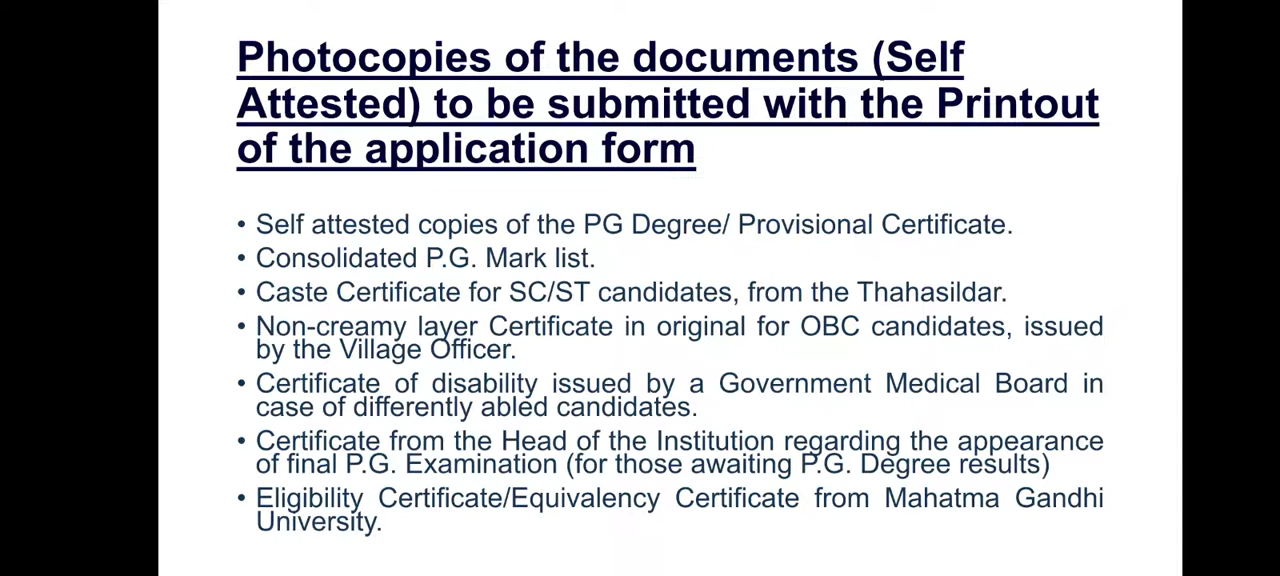 Photocopies of the documents (Self
Attested) to be submitted with the Printout
of the application form
• Self attested copies of the PG Degree/ Provisional Certificate.
• Consolidated P.G. Mark list.
• Caste Certificate for SC/ST candidates, from the Thahasildar.
• Non-creamy layer Certificate in original for OBC candidates, issued
by the Village Officer.
• Certificate of disability issued by a Government Medical Board in
case of differently abled candidates.
• Certificate from the Head of the Institution regarding the appearance
of final P.G. Examination (for those awaiting P.G. Degree results)
• Eligibility Certificate/Equivalency Certificate from Mahatma Gandhi
University.